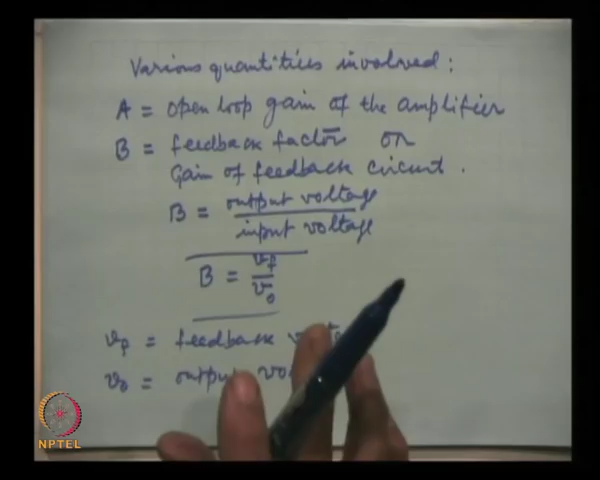 Various quantities involved:
A = open loop gain of the amplifier
B = feedback factor or
Gain of feedback circuit.
B = output voltage
input voltage
B = vf
vo
vf = feedback
vo = output
NPTEL